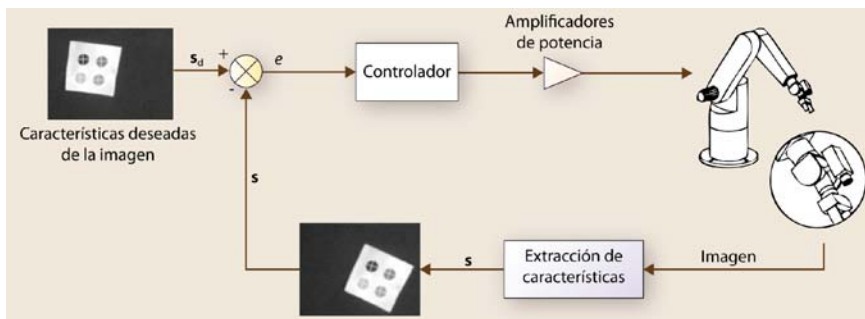 Amplificadores
de potencia
s_d
+
e
-
Controlador
Características deseadas
de la imagen
s
s
Extracción de
características
Imagen